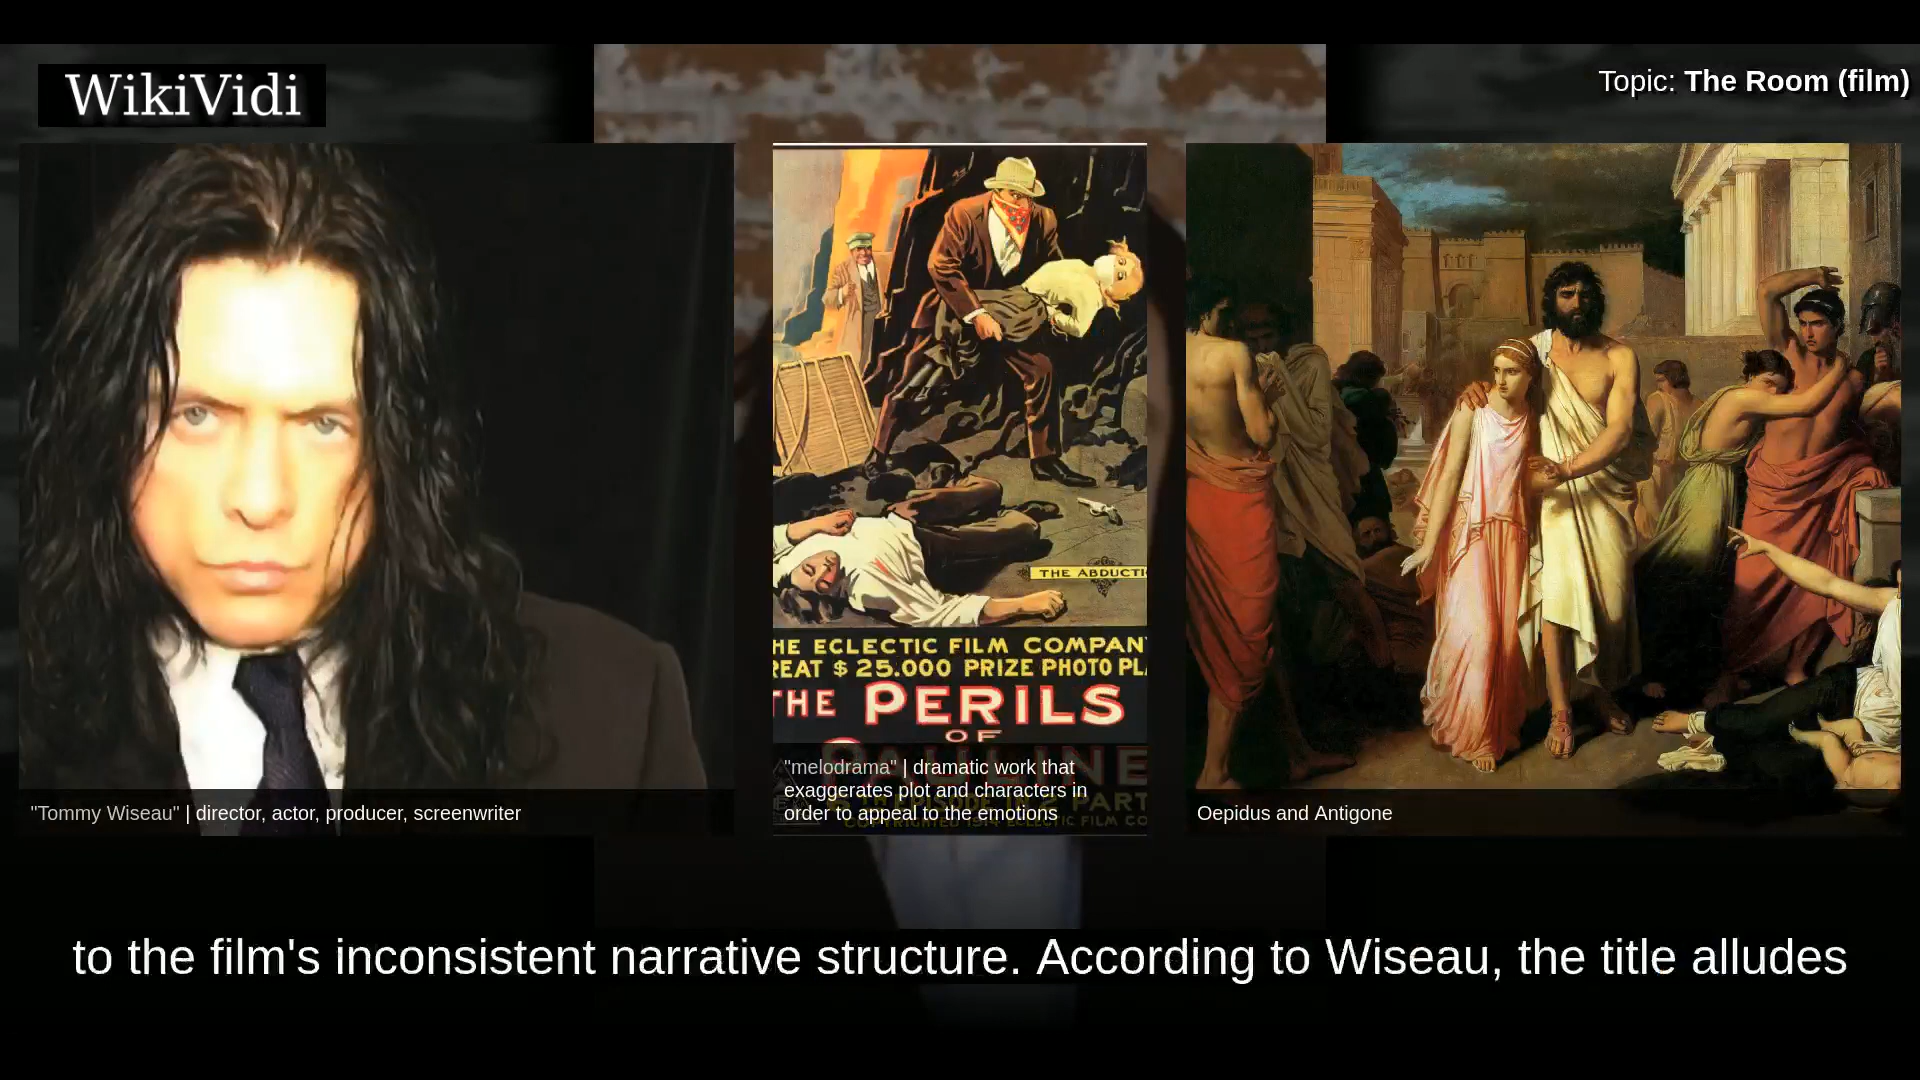 WikiVidi
Topic: The Room (film)
THE ABDUCTI
HE ECLECTIC FILM COMPAN
REAT $25.000 PRIZE PHOTO PL
THE PERILS
OF
PAULINE
"Tommy Wiseau" | director, actor, producer, screenwriter
"melodrama" | dramatic work that
exaggerates plot and characters in
order to appeal to the emotions
Oepidus and Antigone
to the film's inconsistent narrative structure. According to Wiseau, the title alludes